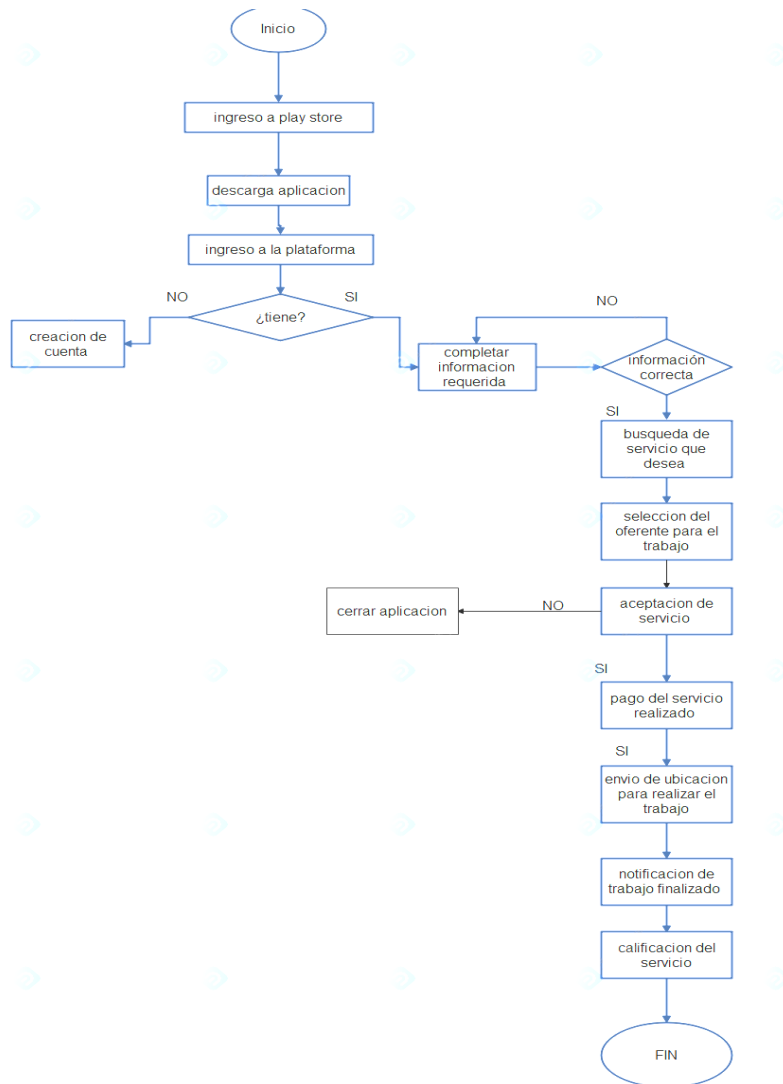 Inicio
ingreso a play store
descarga aplicacion
ingreso a la plataforma
NO
SI
¿tiene?
creacion de
cuenta
NO
completar
informacion
requerida
información
correcta
SI
busqueda de
servicio que
desea
seleccion del
oferente para el
trabajo
cerrar aplicacion
NO
aceptacion de
servicio
SI
pago del servicio
realizado
SI
envio de ubicacion
para realizar el
trabajo
notificacion de
trabajo finalizado
calificacion del
servicio
FIN